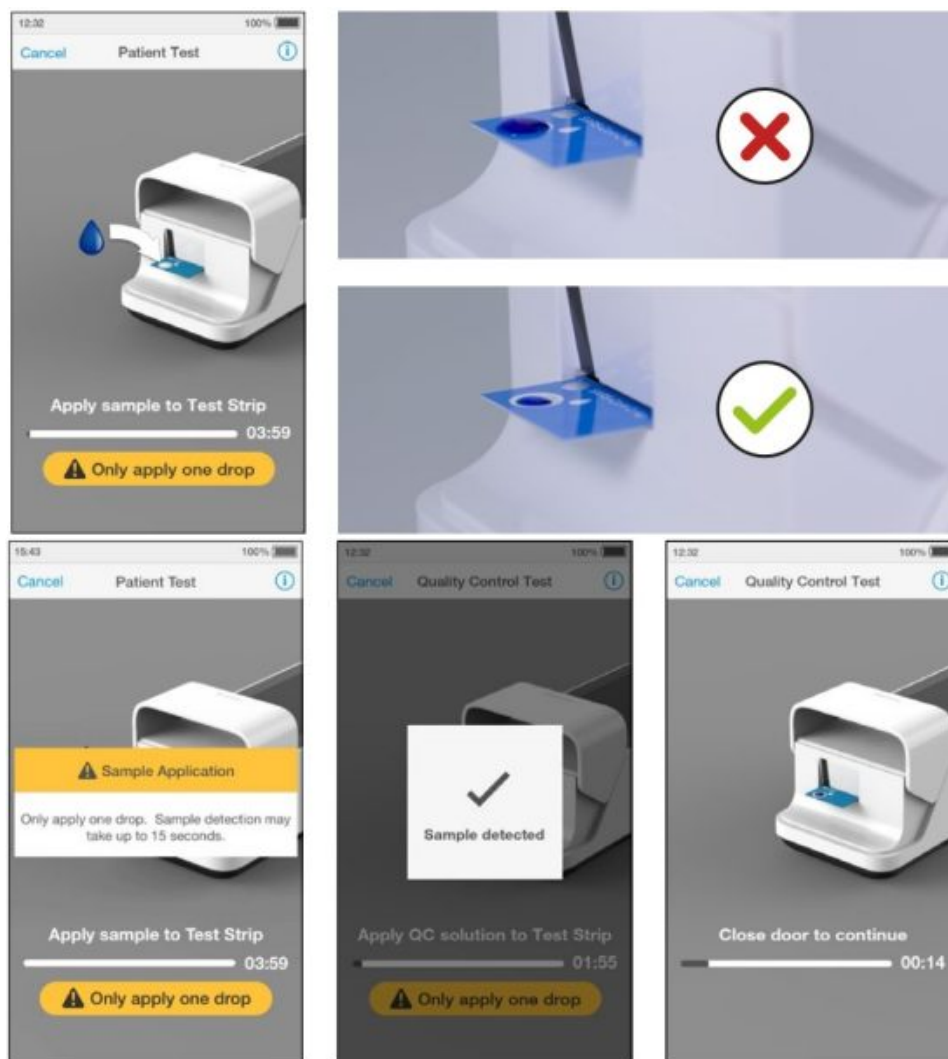 12:32 100%
Cancel Patient Test
Apply sample to Test Strip
03:59
Only apply one drop
15:43 100%
Cancel Patient Test
Sample Application
Only apply one drop. Sample detection may
take up to 15 seconds.
Apply sample to Test Strip
03:59
Only apply one drop
12:32 100%
Cancel Quality Control Test
Sample detected
Apply QC solution to Test Strip
01:55
Only apply one drop
12:32 100%
Cancel Quality Control Test
Close door to continue
00:14